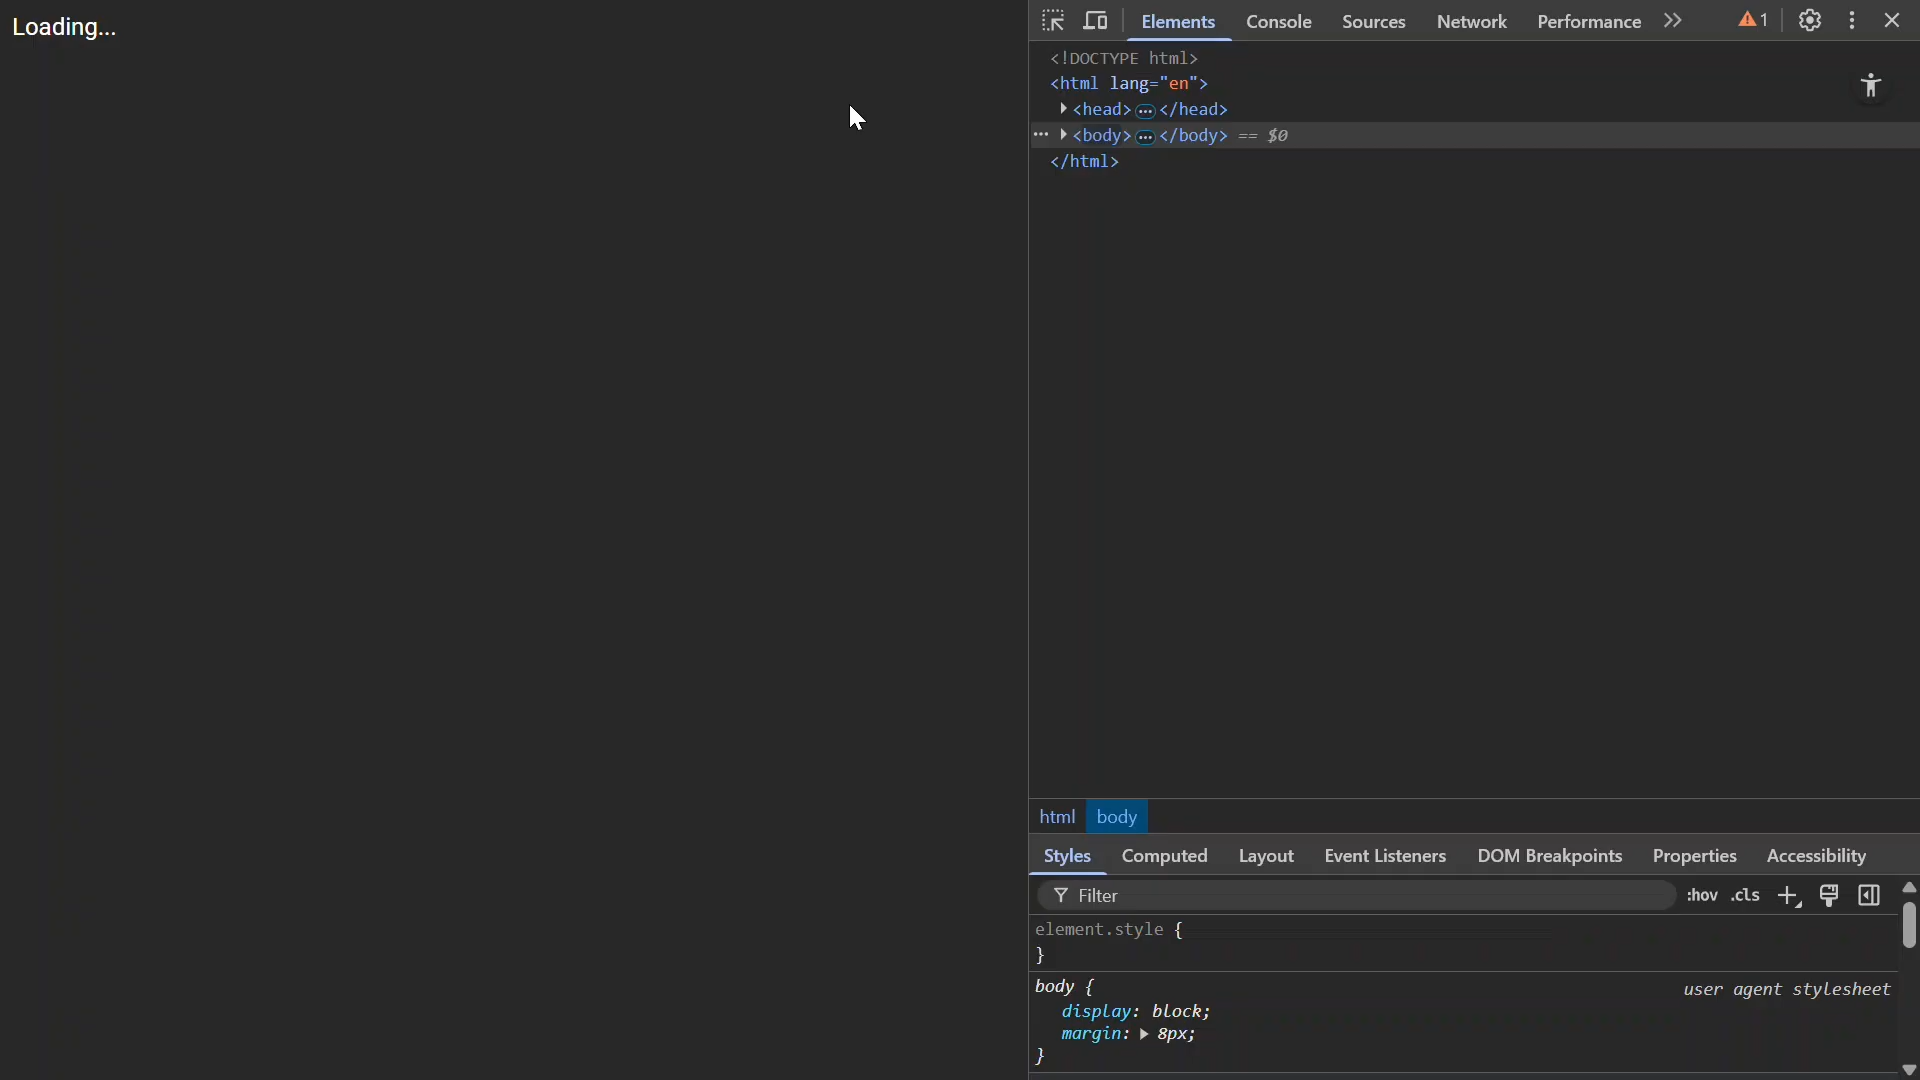 Loading...
Elements Console Sources Network Performance 1
<!DOCTYPE html>
<html lang="en">
<head> … </head>
… <body> … </body> == $0
</html>
html body
Styles Computed Layout Event Listeners DOM Breakpoints Properties Accessibility
Filter :hov .cls
element.style {
}
body { user agent stylesheet
display: block;
margin: 8px;
}